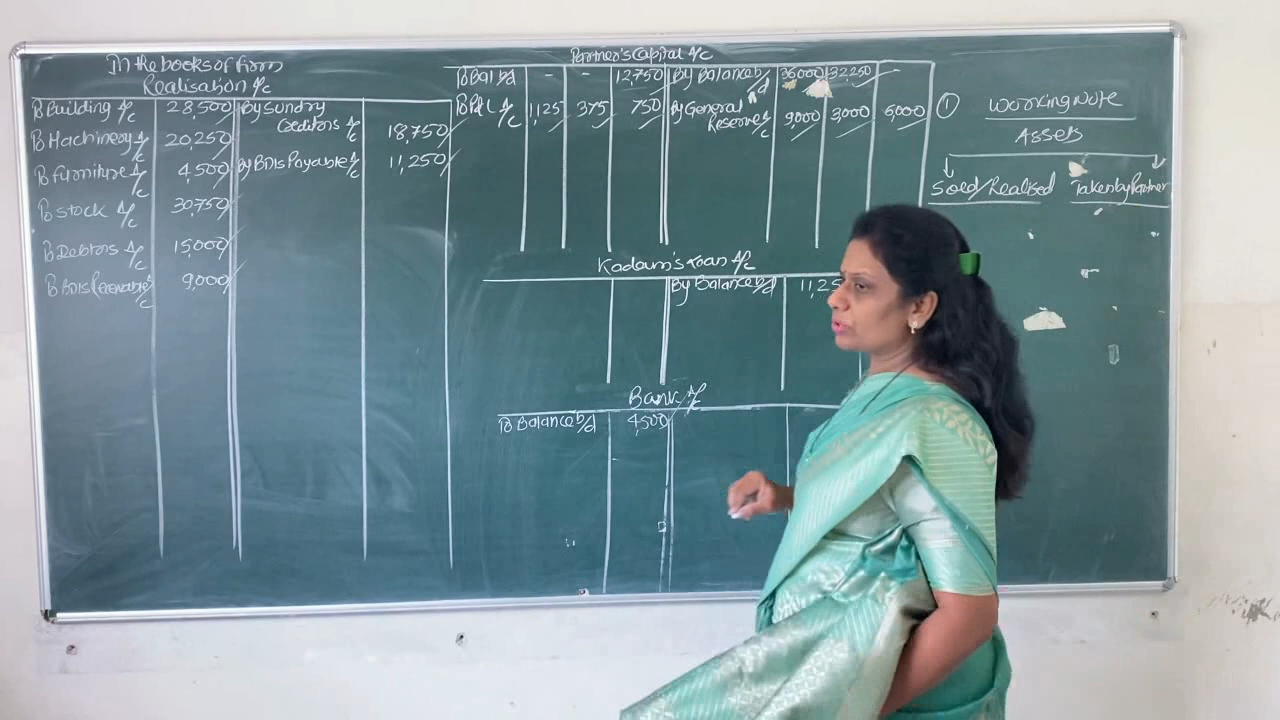 In the books of Firm
Realisation A/c
To Building A/c 28,500 By Sundry
Creditors A/c 18,750
To Machinery A/c 20,250
To Furniture A/c 4,500 By Bills Payable A/c 11,250
To Stock A/c 30,750
To Debtors A/c 15,000
To Bills Receivable A/c 9,000
Partner's Capital A/c
To Bal b/d - - 12,750 By Balance b/d 36000 32,250 -
To P&L A/c 1,125 375 750 By General
Reserve A/c 9,000 3,000 6,000
Kadam's Loan A/c
By Balance b/d 11,25
Bank A/c
To Balance b/d 4,500
① Working Note
Assets
Sold/Realised Taken by Partner